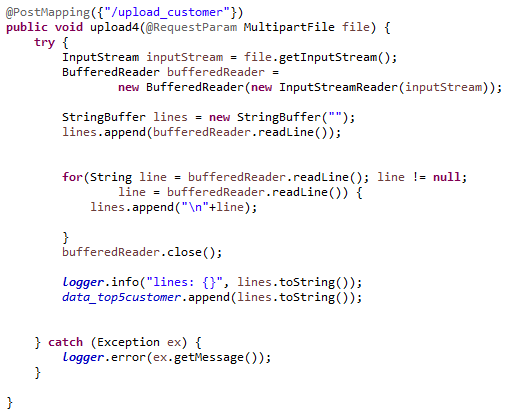 @PostMapping({"/upload_customer"})
public void upload4(@RequestParam MultipartFile file) {
    try {
        InputStream inputStream = file.getInputStream();
        BufferedReader bufferedReader =
                new BufferedReader(new InputStreamReader(inputStream));

        StringBuffer lines = new StringBuffer("");
        lines.append(bufferedReader.readLine());


        for(String line = bufferedReader.readLine(); line != null;
                line = bufferedReader.readLine()) {
            lines.append("\n"+line);

        }
        bufferedReader.close();

        logger.info("lines: {}", lines.toString());
        data_top5customer.append(lines.toString());


    } catch (Exception ex) {
        logger.error(ex.getMessage());
    }

}